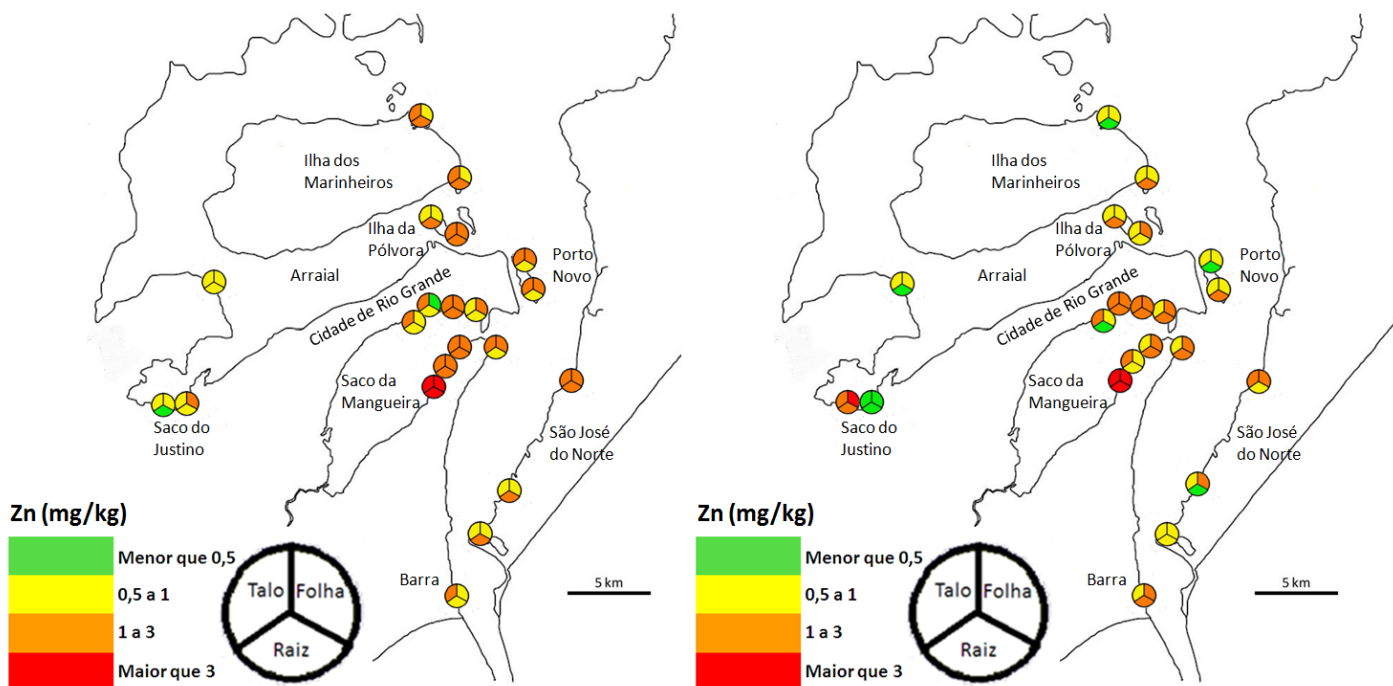 Ilha dos
Marinheiros
Ilha da
Pólvora
Porto
Novo
Arraial
Cidade de Rio Grande
Saco da
Mangueira
Saco do
Justino
São José
do Norte
Barra
5 km
Zn (mg/kg)
Menor que 0,5
0,5 a 1
1 a 3
Maior que 3
Talo
Folha
Raiz
Ilha dos
Marinheiros
Ilha da
Pólvora
Porto
Novo
Arraial
Cidade de Rio Grande
Saco da
Mangueira
Saco do
Justino
São José
do Norte
Barra
5 km
Zn (mg/kg)
Menor que 0,5
0,5 a 1
1 a 3
Maior que 3
Talo
Folha
Raiz